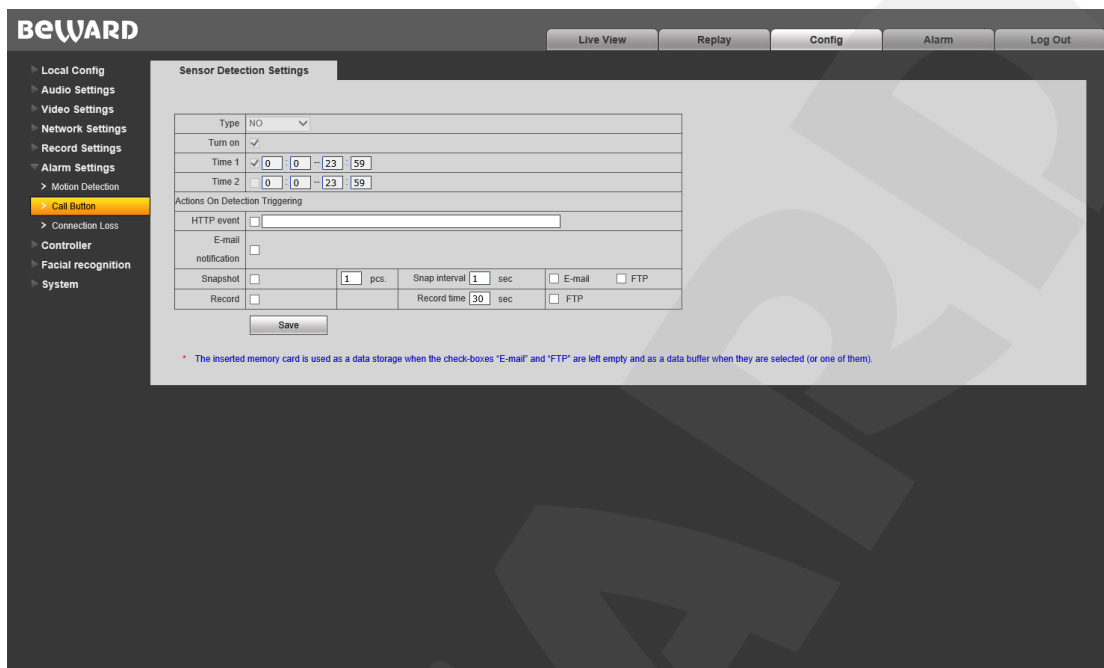 BEWARD
Live View Replay Config Alarm Log Out
Local Config
Audio Settings
Video Settings
Network Settings
Record Settings
Alarm Settings
> Motion Detection
> Call Button
> Connection Loss
Controller
Facial recognition
System
Sensor Detection Settings
Type NO
Turn on
Time 1 0 : 0 -- 23 : 59
Time 2 0 : 0 -- 23 : 59
Actions On Detection Triggering
HTTP event
E-mail
notification
Snapshot 1 pcs. Snap interval 1 sec E-mail FTP
Record Record time 30 sec FTP
Save
* The inserted memory card is used as a data storage when the check-boxes "E-mail" and "FTP" are left empty and as a data buffer when they are selected (or one of them).